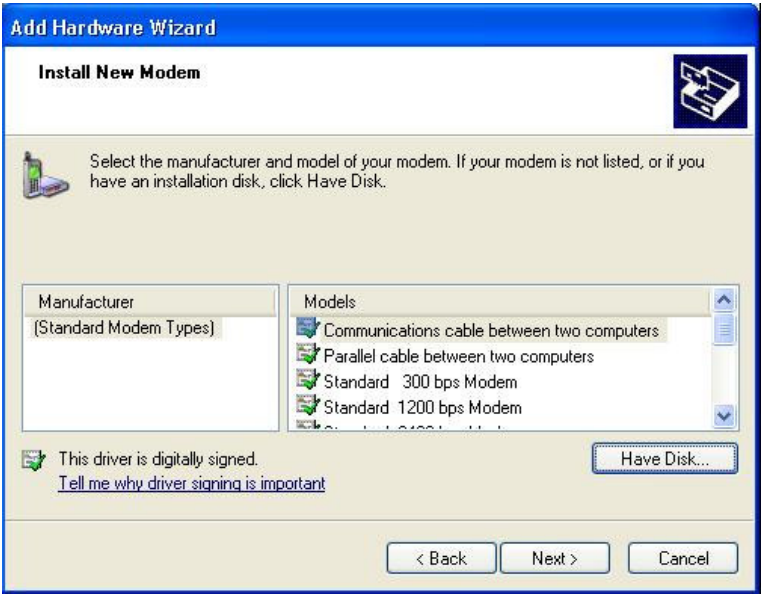 Add Hardware Wizard
Install New Modem
Select the manufacturer and model of your modem. If your modem is not listed, or if you
have an installation disk, click Have Disk.
Manufacturer
(Standard Modem Types)
Models
Communications cable between two computers
Parallel cable between two computers
Standard 300 bps Modem
Standard 1200 bps Modem
This driver is digitally signed.
Tell me why driver signing is important
Have Disk...
< Back
Next >
Cancel